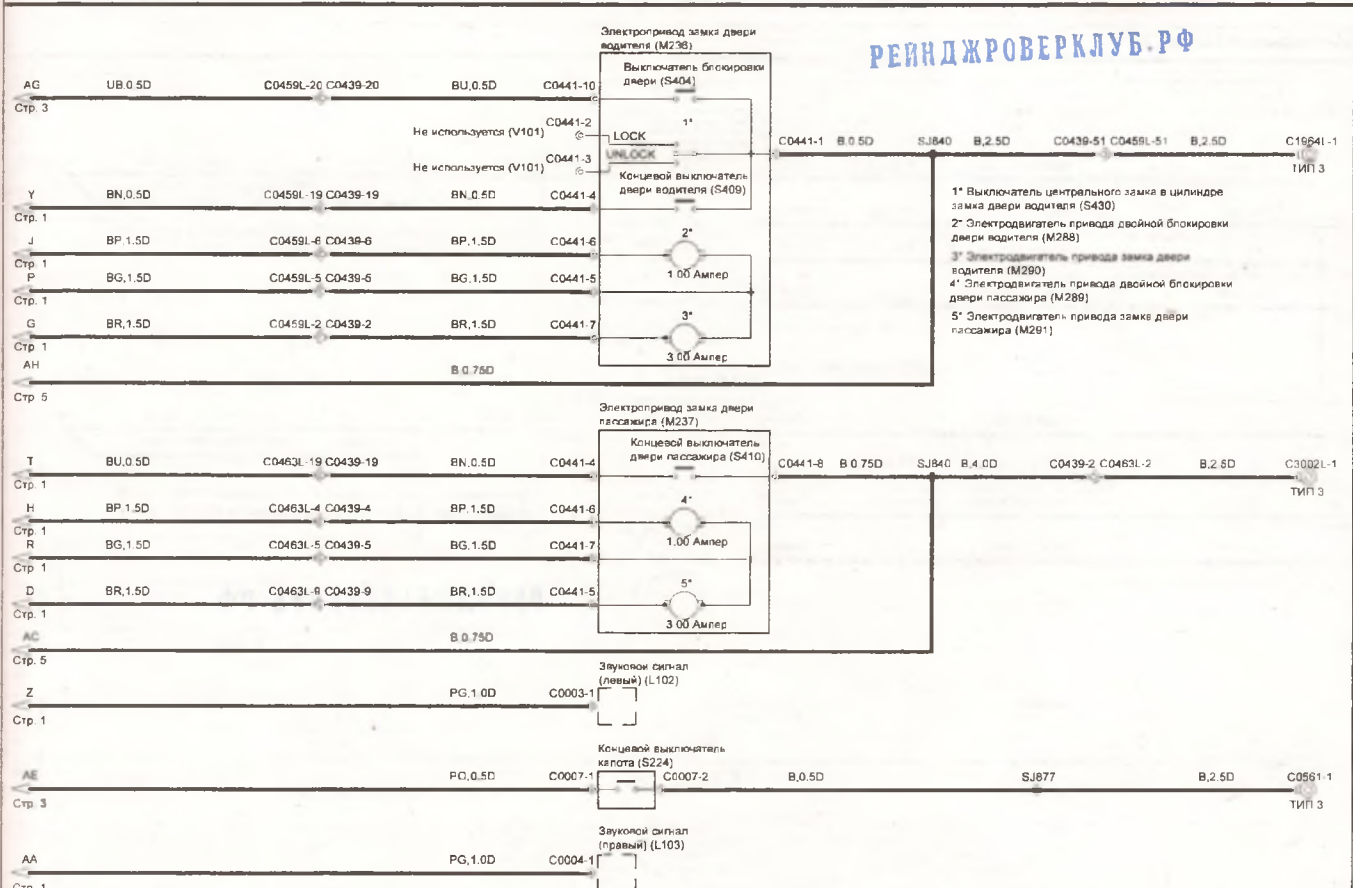 РЕЙНДЖРОВЕРКЛУБ.РФ
Электропривод замка двери
водителя (M236)
Выключатель блокировки
двери (S404)
AG UB.0.5D C0459L-20 C0439-20 BU,0.5D C0441-10
Стр. 3
1*
C0441-2
Не используется (V101) LOCK
C0441-3
Не используется (V101) UNLOCK
C0441-1 B.0.5D SJ840 B,2.5D C0439-51 C0459L-51 B,2.5D C1964L-1
ТИП 3
Концевой выключатель
двери водителя (S409)
Y BN,0.5D C0459L-19 C0439-19 BN,0.5D C0441-4
Стр. 1
J BP,1.5D C0459L-6 C0439-6 BP,1.5D C0441-6
2*
1.00 Ампер
Стр. 1
P BG,1.5D C0459L-5 C0439-5 BG,1.5D C0441-5
Стр. 1
G BR,1.5D C0459L-2 C0439-2 BR,1.5D C0441-7
3*
3.00 Ампер
Стр. 1
AH B.0.75D
Стр. 5
1* Выключатель центрального замка в цилиндре
замка двери водителя (S430)
2* Электродвигатель привода двойной блокировки
двери водителя (M288)
3* Электродвигатель привода замка двери
водителя (M290)
4* Электродвигатель привода двойной блокировки
двери пассажира (M289)
5* Электродвигатель привода замка двери
пассажира (M291)
Электропривод замка двери
пассажира (M237)
Концевой выключатель
двери пассажира (S410)
T BU,0.5D C0463L-19 C0439-19 BN,0.5D C0441-4
C0441-8 B.0.75D SJ840 B,4.0D C0439-2 C0463L-2 B,2.5D C3002L-1
ТИП 3
Стр. 1
H BP,1.5D C0463L-4 C0439-4 BP,1.5D C0441-6
4*
1.00 Ампер
Стр. 1
R BG,1.5D C0463L-5 C0439-5 BG,1.5D C0441-7
Стр. 1
D BR,1.5D C0463L-9 C0439-9 BR,1.5D C0441-5
5*
3.00 Ампер
Стр. 1
AC B.0.75D
Стр. 5
Звуковой сигнал
(левый) (L102)
Z PG,1.0D C0003-1
Стр. 1
Концевой выключатель
капота (S224)
AE PO,0.5D C0007-1 C0007-2 B,0.5D SJ877 B,2.5D C0561-1
Стр. 3
ТИП 3
Звуковой сигнал
(правый) (L103)
AA PG,1.0D C0004-1
Стр. 1